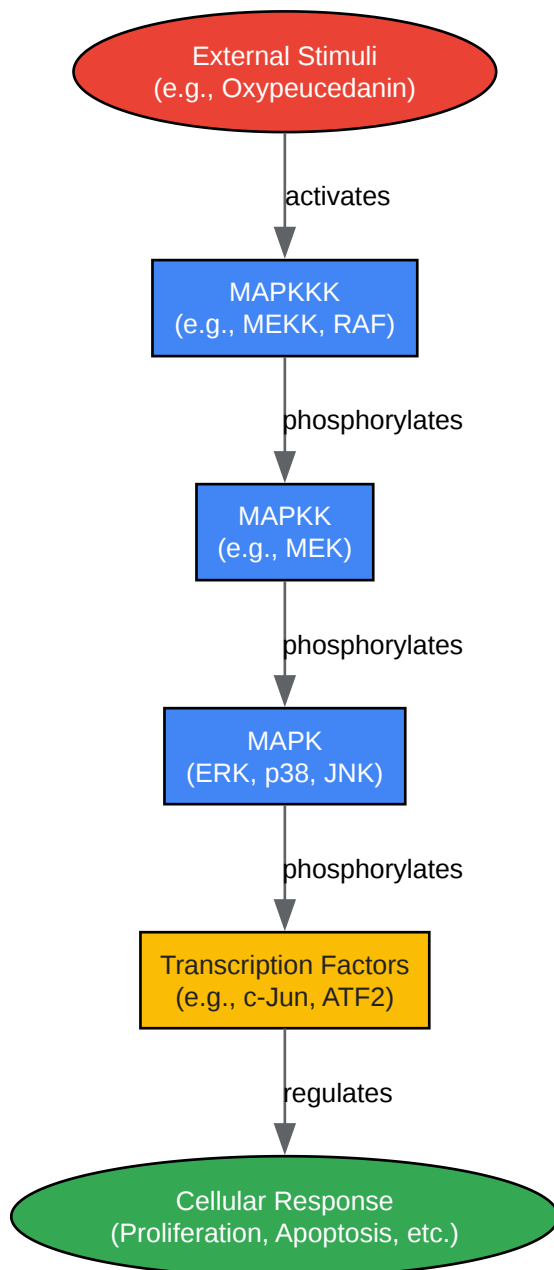 External Stimuli
(e.g., Oxypeucedanin)
activates
MAPKKK
(e.g., MEKK, RAF)
phosphorylates
MAPKK
(e.g., MEK)
phosphorylates
MAPK
(ERK, p38, JNK)
phosphorylates
Transcription Factors
(e.g., c-Jun, ATF2)
regulates
Cellular Response
(Proliferation, Apoptosis, etc.)